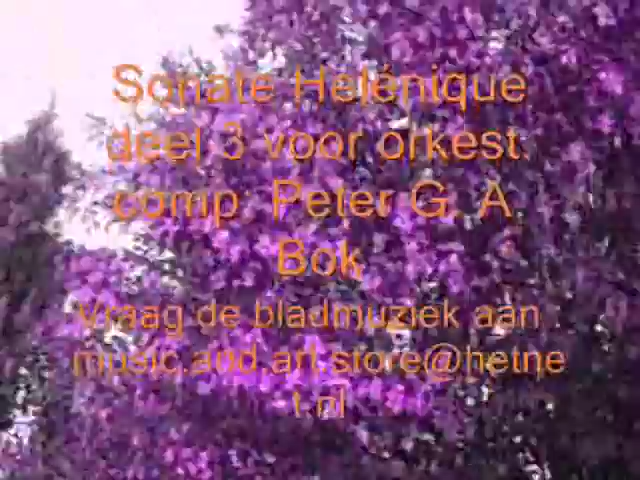 Sonate Helénique
deel 3 voor orkest.
comp: Peter G. A.
Bok
Vraag de bladmuziek aan :
music.and.art.store@hetne
t.nl